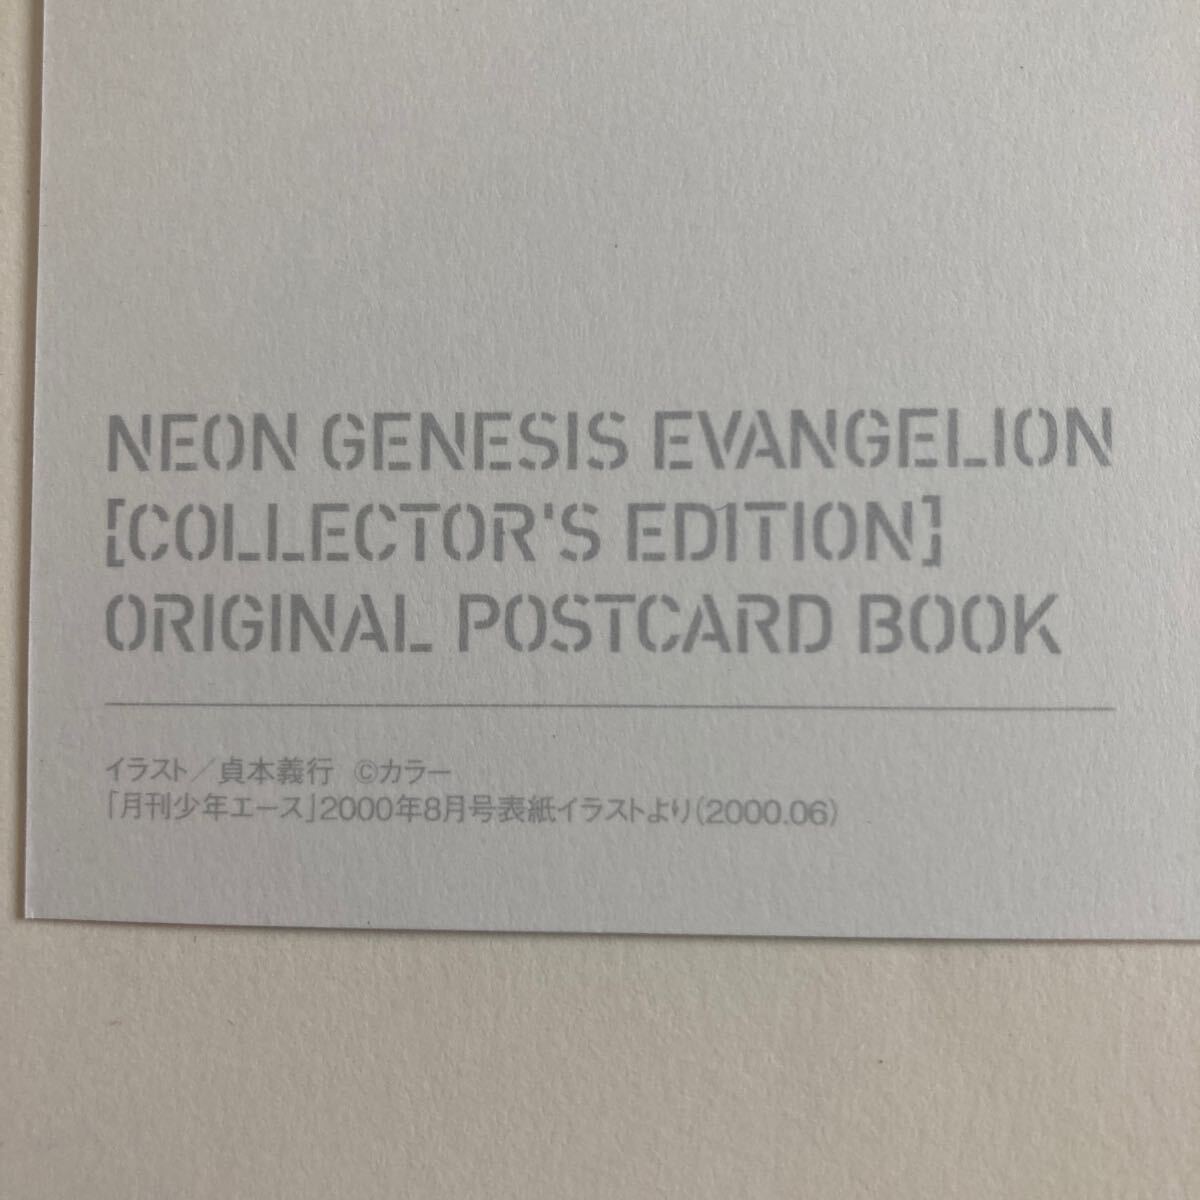 NEON GENESIS EVANGELION
[COLLECTOR'S EDITION]
ORIGINAL POSTCARD BOOK
イラスト／貞本義行 ©カラー
「月刊少年エース」2000年8月号表紙イラストより(2000.06)